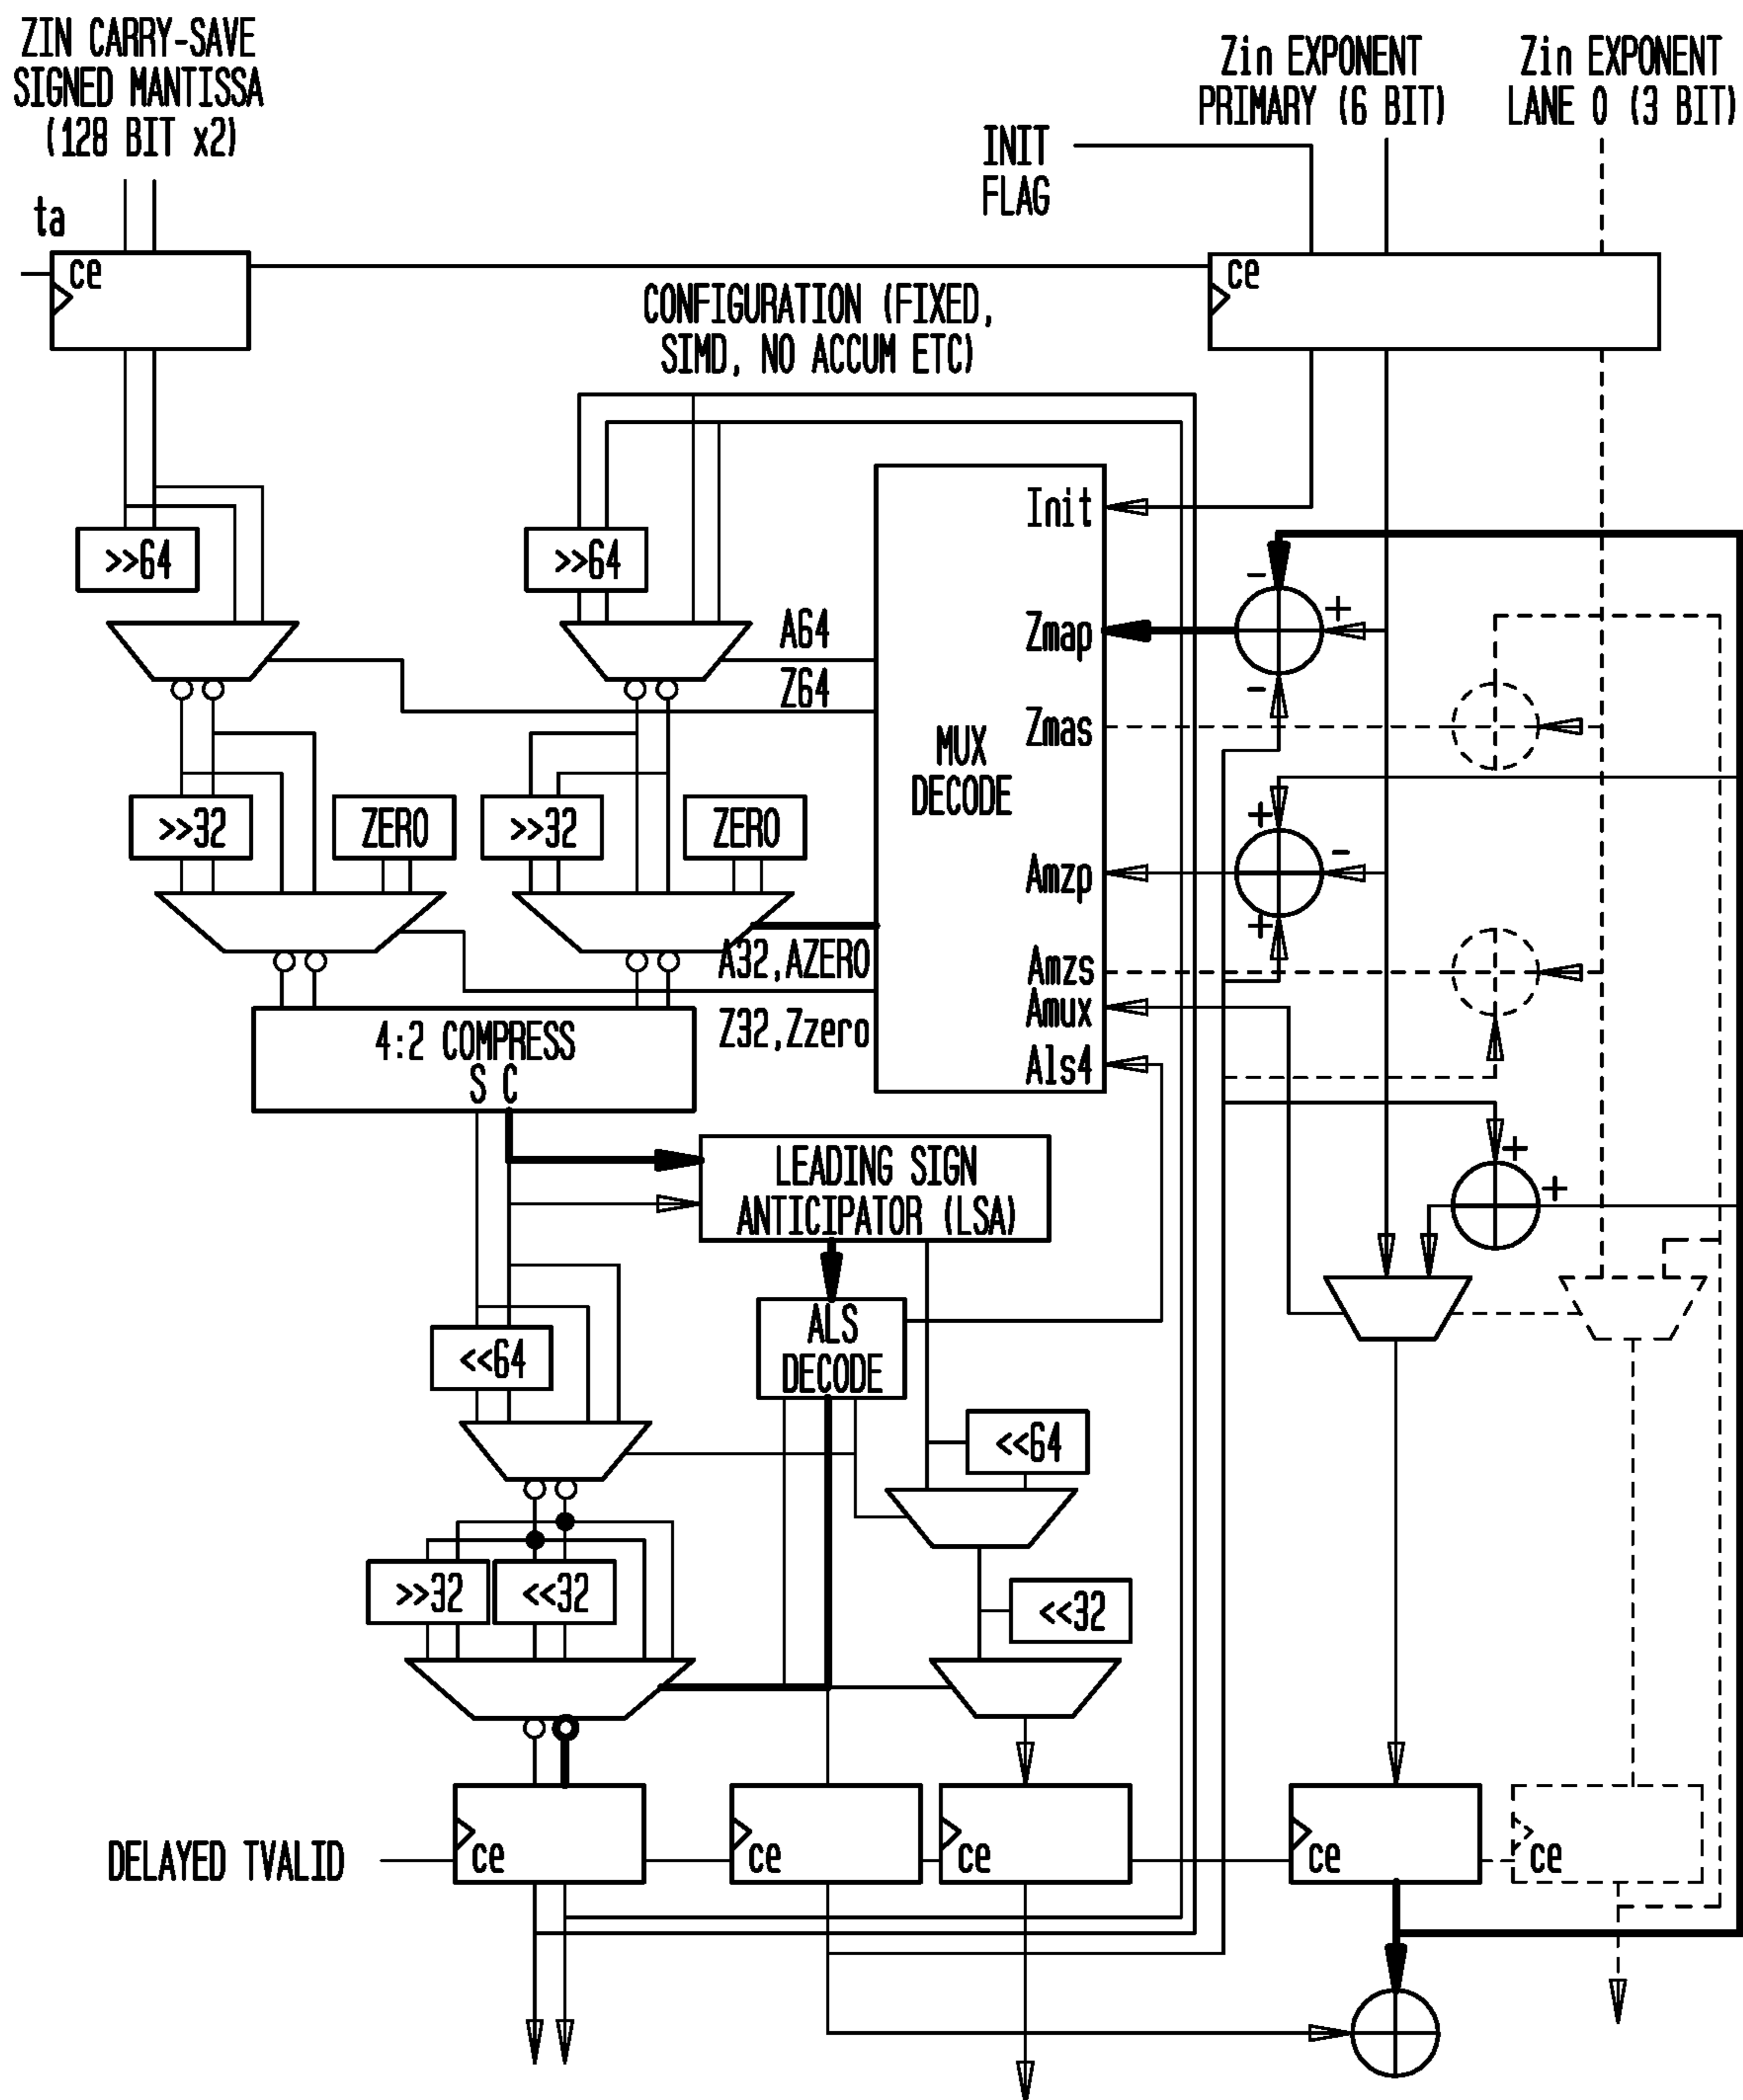 ZIN CARRY-SAVE
SIGNED MANTISSA
(128 BIT x2)
Zin EXPONENT
PRIMARY (6 BIT)
Zin EXPONENT
LANE 0 (3 BIT)
INIT
FLAG
ta
ce
ce
CONFIGURATION (FIXED,
SIMD, NO ACCUM ETC)
Init
>>64
>>64
-
+
A64
Zmap
Z64
-
Zmas
MUX
DECODE
>>32
ZERO
>>32
ZERO
+
-
Amzp
+
A32,AZERO
Amzs
Amux
Z32,Zzero
4:2 COMPRESS
S C
Als4
LEADING SIGN
ANTICIPATOR (LSA)
+
+
ALS
DECODE
<<64
<<64
>>32
<<32
<<32
DELAYED TVALID
ce
ce
ce
ce
ce